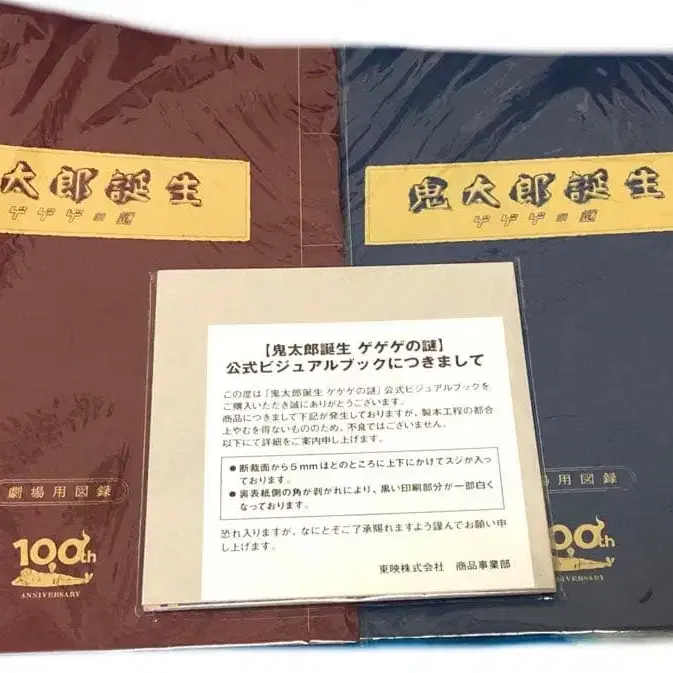 太郎誕生
ゲゲゲの謎
鬼太郎誕生
ゲゲゲの謎
【鬼太郎誕生 ゲゲゲの謎】
公式ビジュアルブックにつきまして
この度は「鬼太郎誕生 ゲゲゲの謎」公式ビジュアルブックを
ご購入いただき誠にありがとうございます。
商品につきまして下記が発生しておりますが、製本工程の都合
上やむを得ないもののため、不良ではございません。
以下にて詳細をご案内申し上げます。
●断裁面から5mmほどのところに上下にかけてスジが入っ
ております。
●裏表紙側の角が剥がれにより、黒い印刷部分が一部白く
なっております。
恐れ入りますが、なにとぞご了承賜れますよう謹んでお願い申
し上げます。
東映株式会社 商品事業部
劇場用図録
100th
ANNIVERSARY
場用図録
00th
ANNIVERSARY